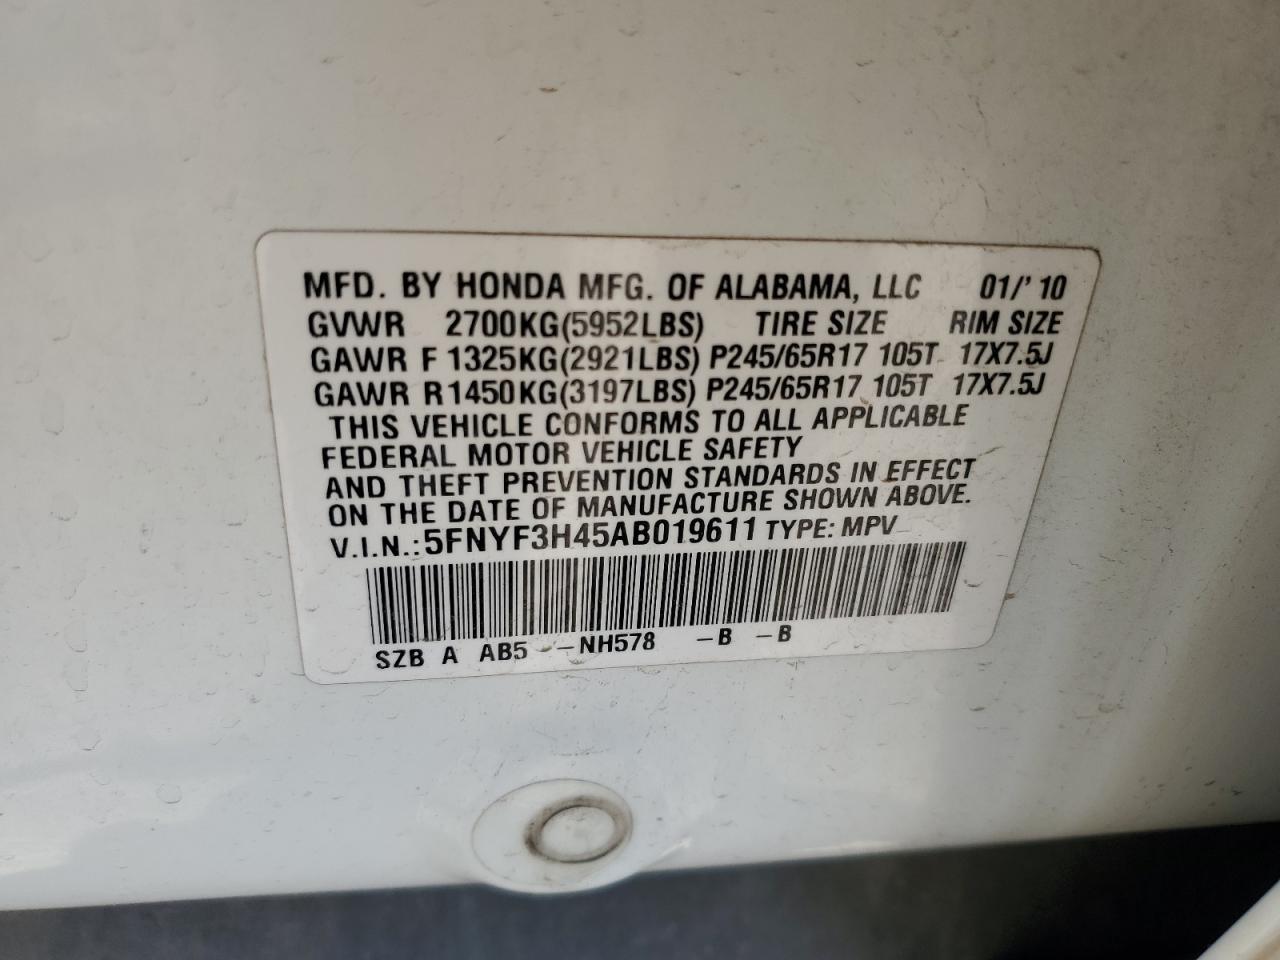 MFD. BY HONDA MFG. OF ALABAMA, LLC 01/'10
GVWR 2700KG(5952LBS) TIRE SIZE RIM SIZE
GAWR F 1325KG(2921LBS) P245/65R17 105T 17X7.5J
GAWR R 1450KG(3197LBS) P245/65R17 105T 17X7.5J
THIS VEHICLE CONFORMS TO ALL APPLICABLE
FEDERAL MOTOR VEHICLE SAFETY
AND THEFT PREVENTION STANDARDS IN EFFECT
ON THE DATE OF MANUFACTURE SHOWN ABOVE.
V.I.N.: 5FNYF3H45AB019611 TYPE: MPV
SZB A AB5 -NH578 -B -B